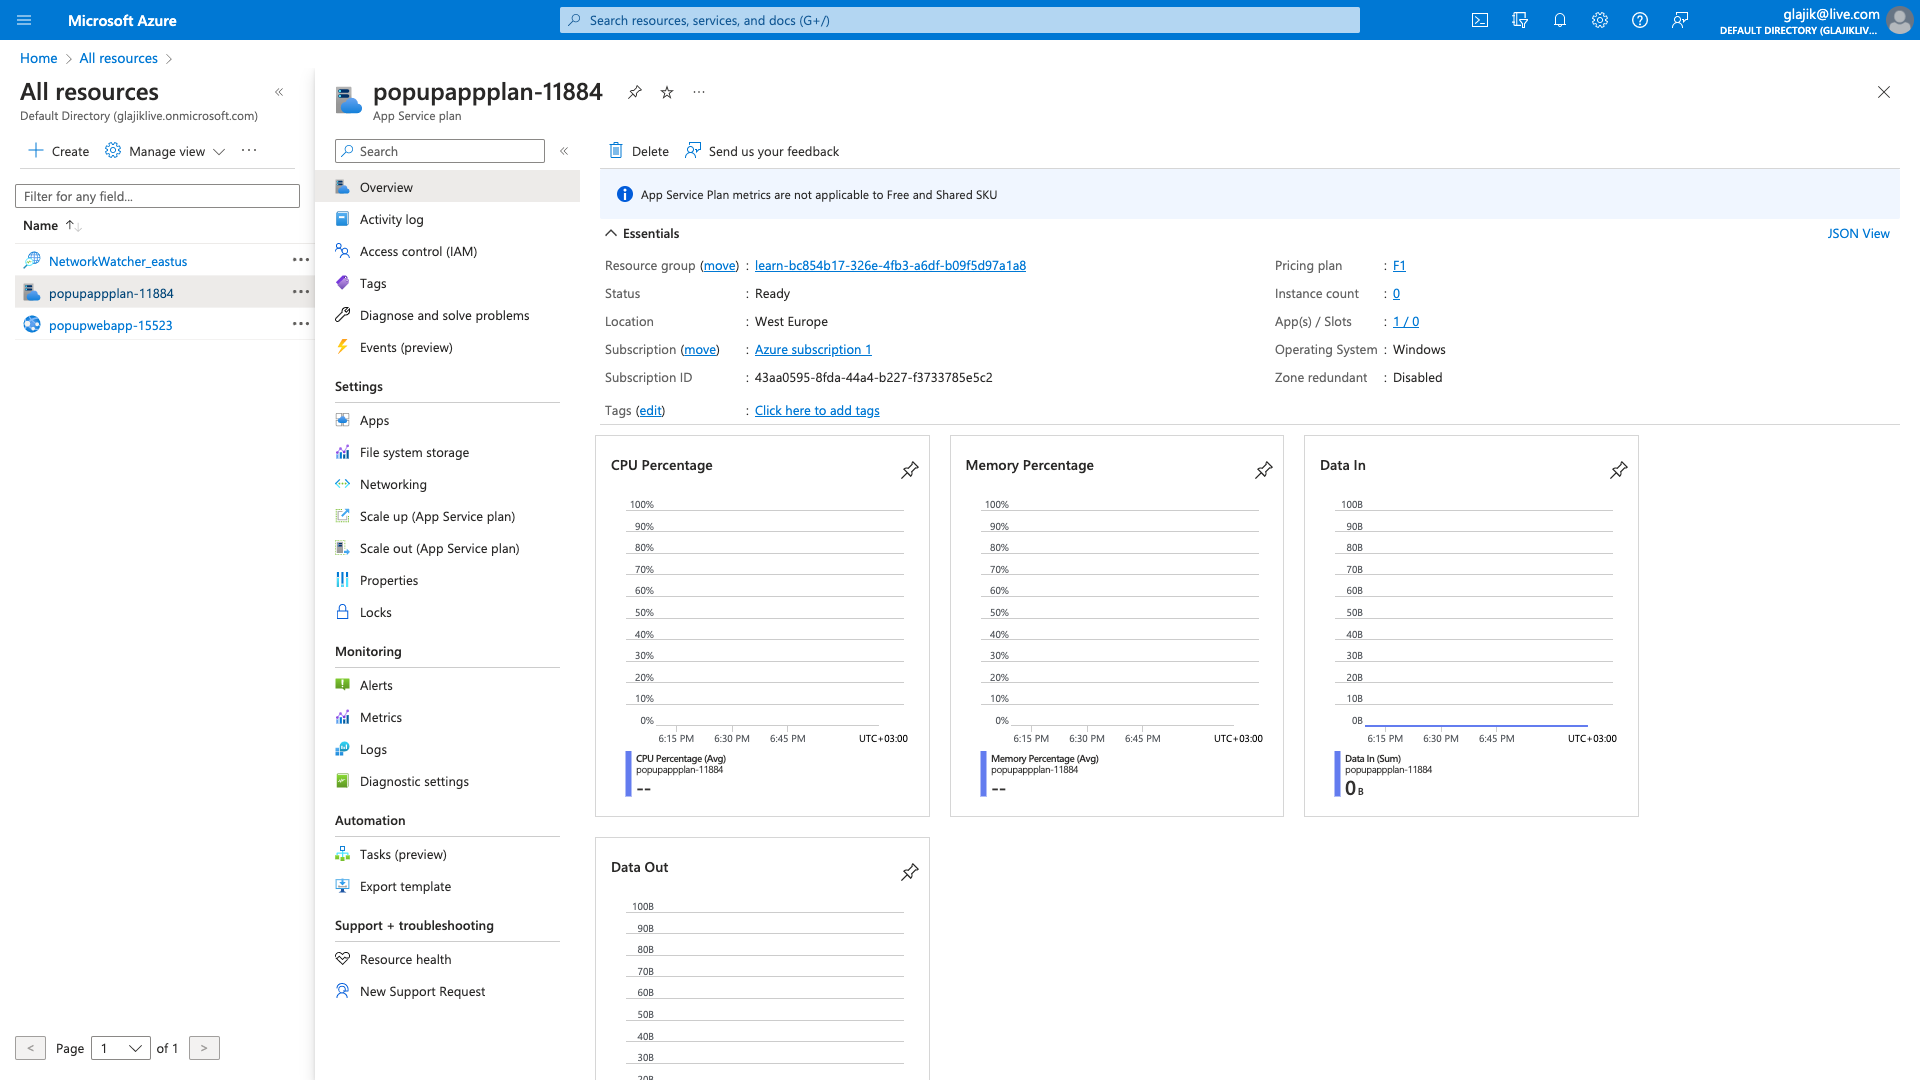 Microsoft Azure
Search resources, services, and docs (G+/)
glajik@live.com
DEFAULT DIRECTORY (GLAJIKLIV...
Home > All resources >
All resources
Default Directory (glajiklive.onmicrosoft.com)
Create
Manage view
Filter for any field...
Name
NetworkWatcher_eastus
popupappplan-11884
popupwebapp-15523
< Page 1 of 1 >
popupappplan-11884
App Service plan
Search
Overview
Activity log
Access control (IAM)
Tags
Diagnose and solve problems
Events (preview)
Settings
Apps
File system storage
Networking
Scale up (App Service plan)
Scale out (App Service plan)
Properties
Locks
Monitoring
Alerts
Metrics
Logs
Diagnostic settings
Automation
Tasks (preview)
Export template
Support + troubleshooting
Resource health
New Support Request
Delete
Send us your feedback
App Service Plan metrics are not applicable to Free and Shared SKU
Essentials
JSON View
Resource group (move) : learn-bc854b17-326e-4fb3-a6df-b09f5d97a1a8
Status : Ready
Location : West Europe
Subscription (move) : Azure subscription 1
Subscription ID : 43aa0595-8fda-44a4-b227-f3733785e5c2
Tags (edit) : Click here to add tags
Pricing plan : F1
Instance count : 0
App(s) / Slots : 1 / 0
Operating System : Windows
Zone redundant : Disabled
CPU Percentage
100%
90%
80%
70%
60%
50%
40%
30%
20%
10%
0%
6:15 PM 6:30 PM 6:45 PM UTC+03:00
CPU Percentage (Avg)
popupappplan-11884
--
Memory Percentage
100%
90%
80%
70%
60%
50%
40%
30%
20%
10%
0%
6:15 PM 6:30 PM 6:45 PM UTC+03:00
Memory Percentage (Avg)
popupappplan-11884
--
Data In
100B
90B
80B
70B
60B
50B
40B
30B
20B
10B
0B
6:15 PM 6:30 PM 6:45 PM UTC+03:00
Data In (Sum)
popupappplan-11884
0 B
Data Out
100B
90B
80B
70B
60B
50B
40B
30B
20B